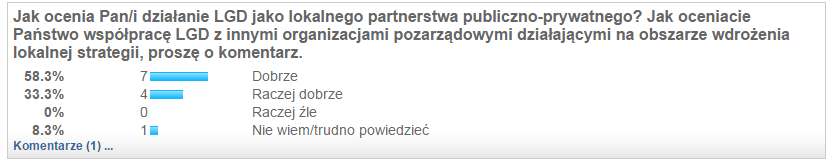 Jak ocenia Pan/i działanie LGD jako lokalnego partnerstwa publiczno-prywatnego? Jak oceniacie
Państwo współpracę LGD z innymi organizacjami pozarządowymi działającymi na obszarze wdrożenia
lokalnej strategii, proszę o komentarz.
58.3% 7 Dobrze
33.3% 4 Raczej dobrze
0% 0 Raczej źle
8.3% 1 Nie wiem/trudno powiedzieć
Komentarze (1) ...